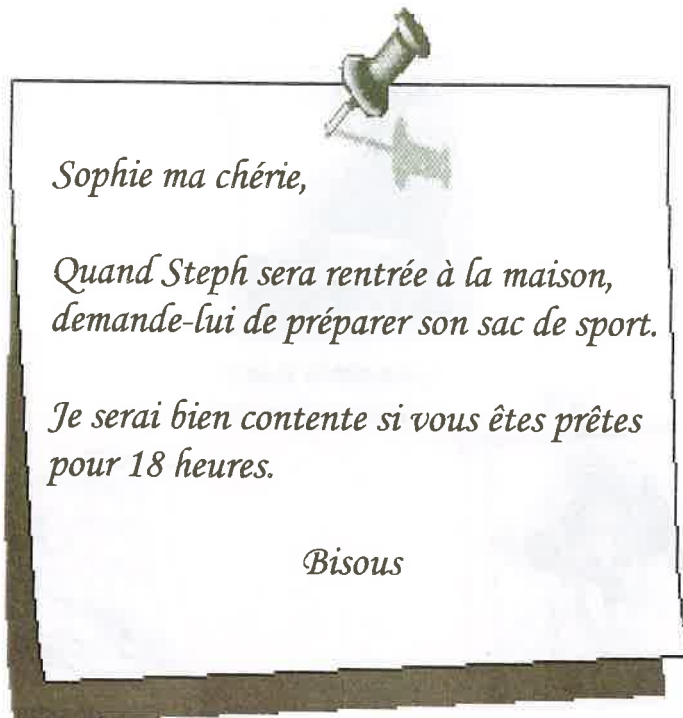 Sophie ma chérie,
Quand Steph sera rentrée à la maison,
demande-lui de préparer son sac de sport.
Je serai bien contente si vous êtes prêtes
pour 18 heures.
Bisous